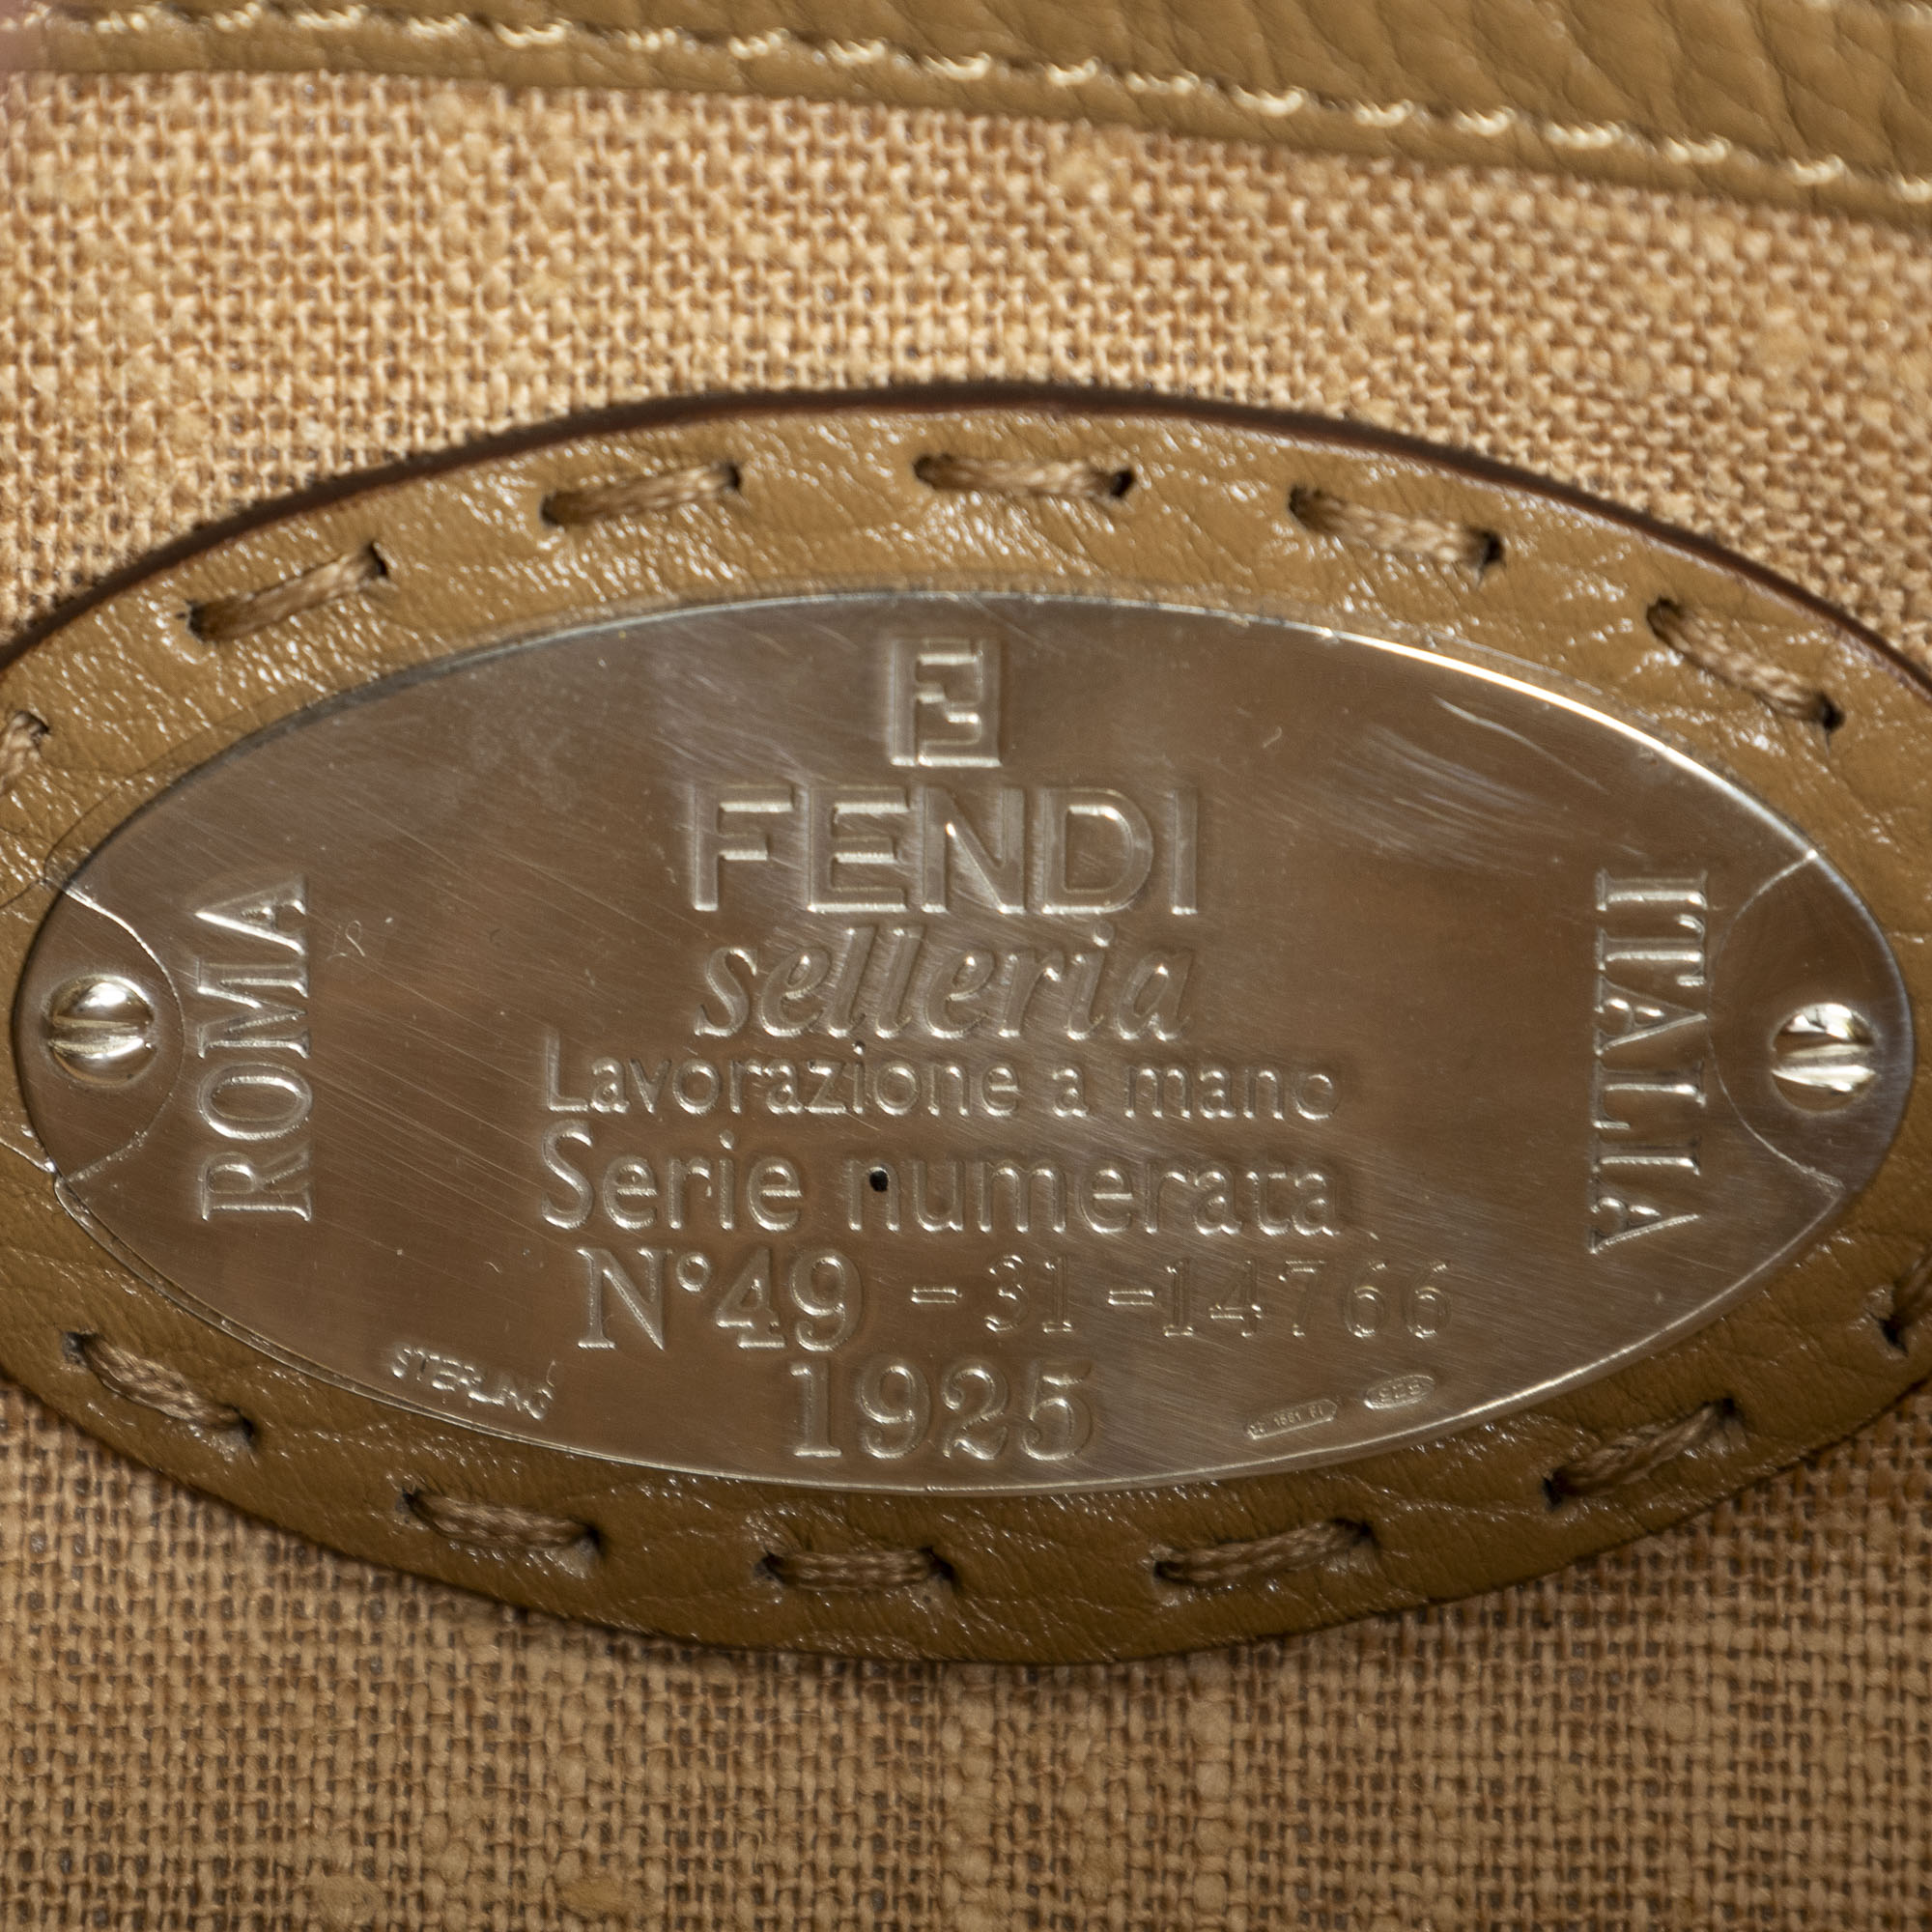 FENDI
selleria
Lavorazione a mano
Serie numerata
N°49 - 31-14766
1925
ROMA
ITALIA
STERLING
925